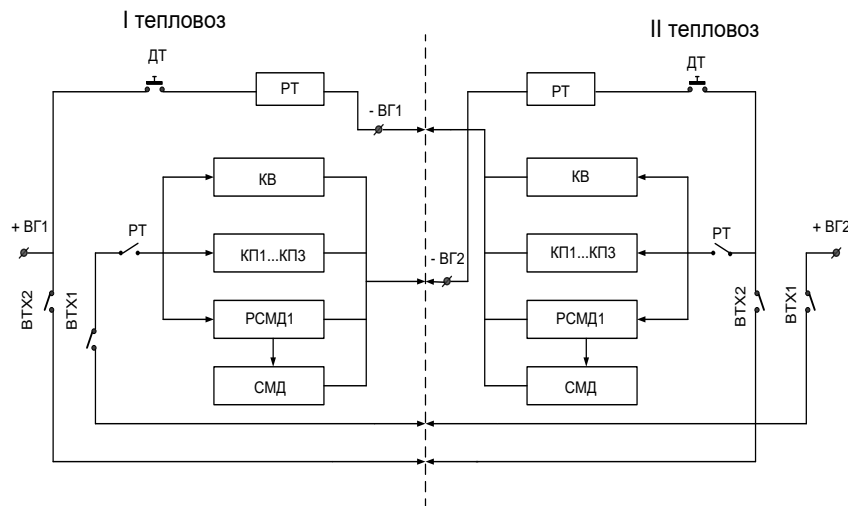 I тепловоз
II тепловоз
ДТ
ДТ
РТ
РТ
- ВГ1
КВ
КВ
+ ВГ1
РТ
КП1...КП3
- ВГ2
КП1...КП3
РТ
+ ВГ2
ВТХ2
ВТХ1
РСМД1
РСМД1
ВТХ2
ВТХ1
СМД
СМД